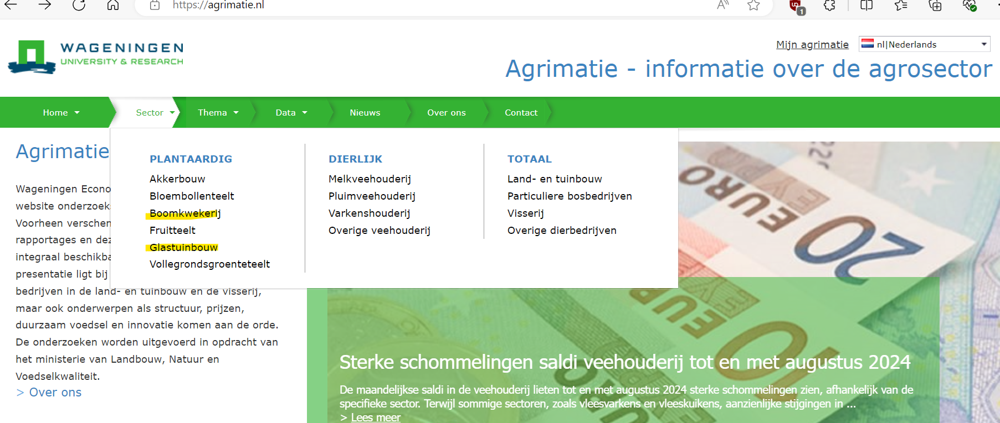 https://agrimatie.nl
1
WAGENINGEN
UNIVERSITY & RESEARCH
Mijn agrimatie
nl|Nederlands
Agrimatie - informatie over de agrosector
Home
Sector
Thema
Data
Nieuws
Over ons
Contact
Agrimatie
PLANTAARDIG
Akkerbouw
Bloembollenteelt
Boomkwekerij
Fruitteelt
Glastuinbouw
Vollegrondsgroenteteelt
DIERLIJK
Melkveehouderij
Pluimveehouderij
Varkenshouderij
Overige veehouderij
TOTAAL
Land- en tuinbouw
Particuliere bosbedrijven
Visserij
Overige dierbedrijven
Wageningen
website
Voorheen
rapportages en
integraal
presentatie ligt bij
bedrijven in de land- en tuinbouw en de visserij,
maar ook onderwerpen als structuur, prijzen,
duurzaam voedsel en innovatie komen aan de orde.
De onderzoeken worden uitgevoerd in opdracht van
het ministerie van Landbouw, Natuur en
Voedselkwaliteit.
> Over ons
EURO
20
EURO
10
Sterke schommelingen saldi veehouderij tot en met augustus 2024
De maandelijkse saldi in de veehouderij lieten tot en met augustus 2024 sterke schommelingen zien, afhankelijk van de
specifieke sector. Terwijl sommige sectoren, zoals vleesvarkens en vleeskuikens, aanzienlijke stijgingen in ...
> Lees meer